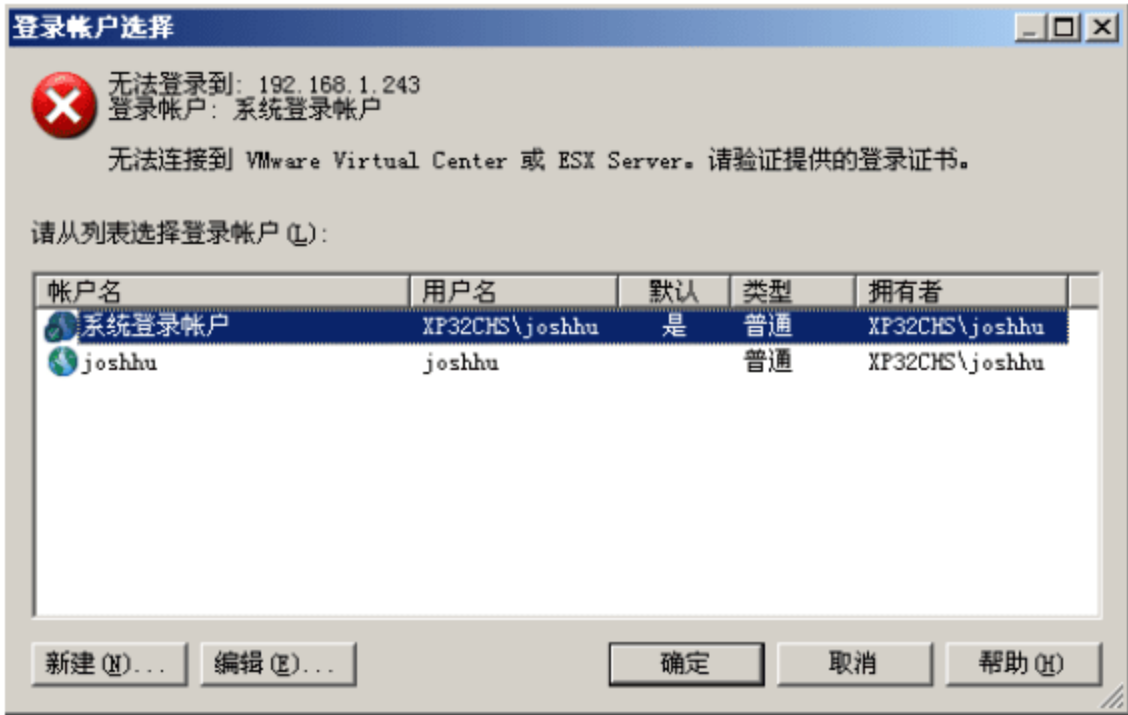 登录帐户选择
无法登录到: 192.168.1.243
登录帐户: 系统登录帐户
无法连接到 VMware Virtual Center 或 ESX Server。请验证提供的登录证书。
请从列表选择登录帐户(L):
帐户名 用户名 默认 类型 拥有者
系统登录帐户 XP32CHS\joshhu 是 普通 XP32CHS\joshhu
joshhu joshhu 普通 XP32CHS\joshhu
新建(N)... 编辑(E)... 确定 取消 帮助(H)